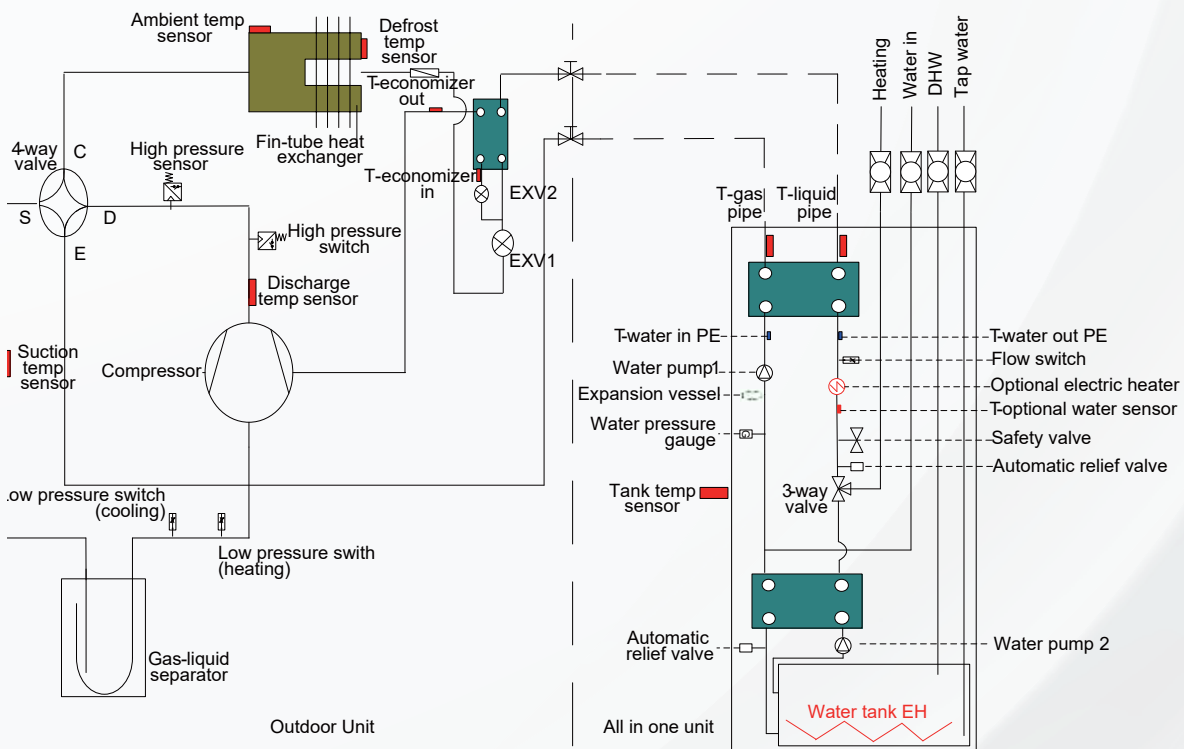 Ambient temp
sensor
Defrost temp
sensor
T-economizer
out
Fin-tube heat
exchanger
4-way
valve
C
S
D
E
High pressure
sensor
T-economizer
in
EXV2
EXV1
High pressure
switch
Discharge
temp sensor
Suction
temp
sensor
Compressor
Low pressure switch
(cooling)
Low pressure swith
(heating)
Gas-liquid
separator
Outdoor Unit
Heating
Water in
DHW
Tap water
T-gas
pipe
T-liquid
pipe
T-water in PE
Water pump1
Expansion vessel
Water pressure
gauge
Tank temp
sensor
T-water out PE
Flow switch
Optional electric heater
T-optional water sensor
Safety valve
Automatic relief valve
3-way
valve
Automatic
relief valve
Water pump 2
Water tank EH
All in one unit